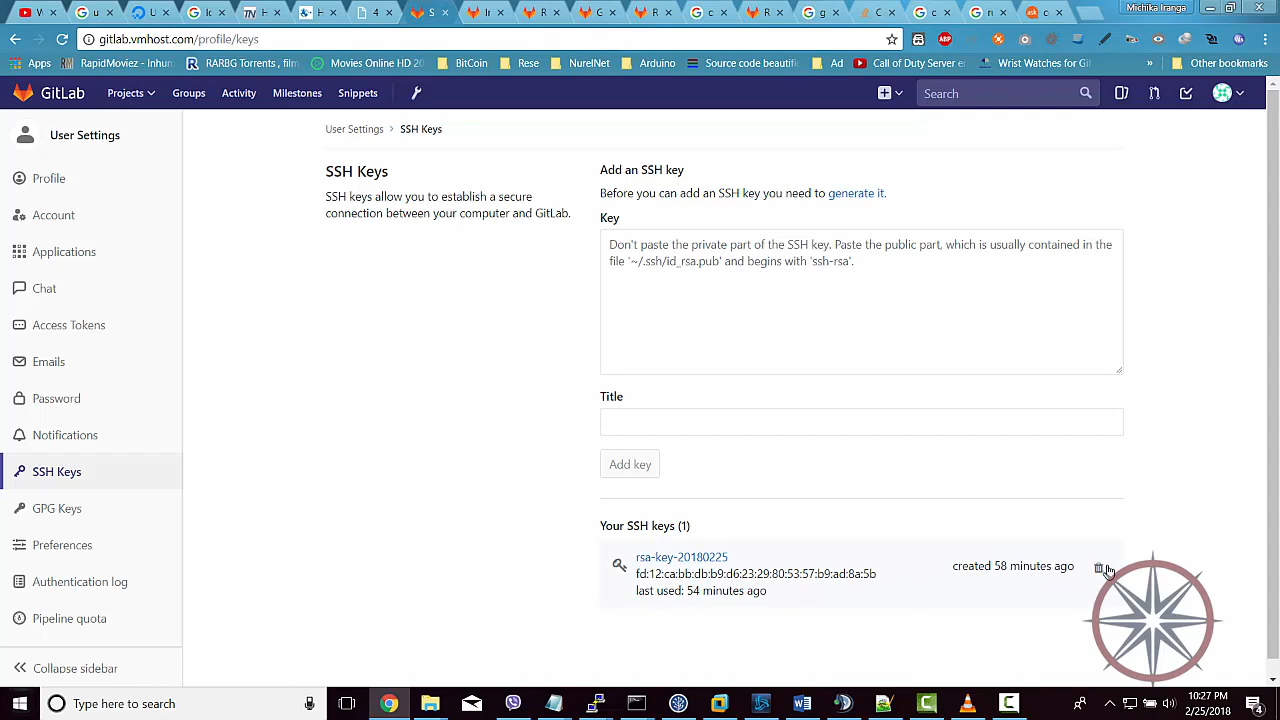 W
u
U
Ic
H
4
S
Ir
R
G
R
c
R
g
C
c
n
c
Michika Iranga
gitlab.vmhost.com/profile/keys
Apps
RapidMoviez - Inhum
RARBG Torrents , film
Movies Online HD 20
BitCoin
Rese
NurelNet
Arduino
Source code beautifi
Ad
Call of Duty Server e
Wrist Watches for Gif
»
Other bookmarks
GitLab
Projects
Groups
Activity
Milestones
Snippets
Search
User Settings
Profile
Account
Applications
Chat
Access Tokens
Emails
Password
Notifications
SSH Keys
GPG Keys
Preferences
Authentication log
Pipeline quota
Collapse sidebar
User Settings > SSH Keys
SSH Keys
SSH keys allow you to establish a secure
connection between your computer and GitLab.
Add an SSH key
Before you can add an SSH key you need to generate it.
Key
Don't paste the private part of the SSH key. Paste the public part, which is usually contained in the
file '~/.ssh/id_rsa.pub' and begins with 'ssh-rsa'.
Title
Add key
Your SSH keys (1)
rsa-key-20180225
fd:12:ca:bb:db:b9:d6:23:29:80:53:57:b9:ad:8a:5b
last used: 54 minutes ago
created 58 minutes ago
Type here to search
10:27 PM
2/25/2018
4